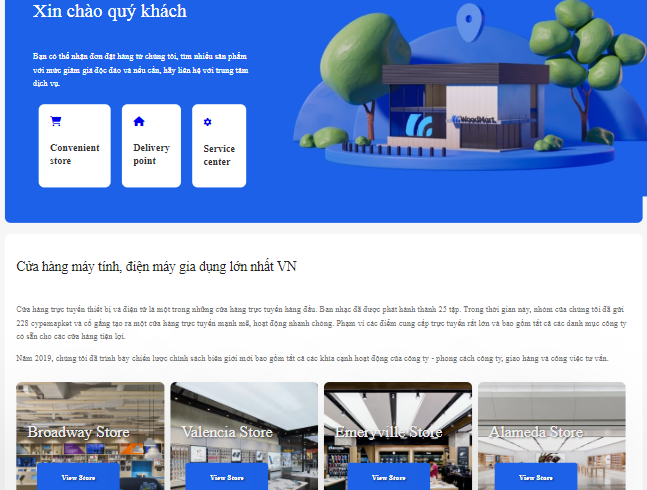 Xin chào quý khách
Bạn có thể nhận đơn đặt hàng từ chúng tôi, tìm nhiều sản phẩm
với mức giảm giá độc đáo và nếu cần, hãy liên hệ với trung tâm
dịch vụ.
WoodMart.
Convenient
store
Delivery
point
Service
center
Cửa hàng máy tính, điện máy gia dụng lớn nhất VN
Cửa hàng trực tuyến thiết bị và điện tử là một trong những cửa hàng trực tuyến hàng đầu. Ban nhạc đã được phát hành thành 25 tập. Trong thời gian này, nhóm của chúng tôi đã gửi
228 супермаркет và cố gắng tạo ra một cửa hàng trực tuyến mạnh mẽ, hoạt động nhanh chóng. Phạm vi các điểm cung cấp trực tuyến rất lớn và bao gồm tất cả các danh mục công ty
có sẵn cho các cửa hàng tiện lợi.
Năm 2019, chúng tôi đã trình bày chiến lược chính sách biên giới mới bao gồm tất cả các khía cạnh hoạt động của công ty - phong cách công ty, giao hàng và công việc tư vấn.
Broadway Store
Valencia Store
Emeryville Store
Alameda Store
View Store
View Store
View Store
View Store